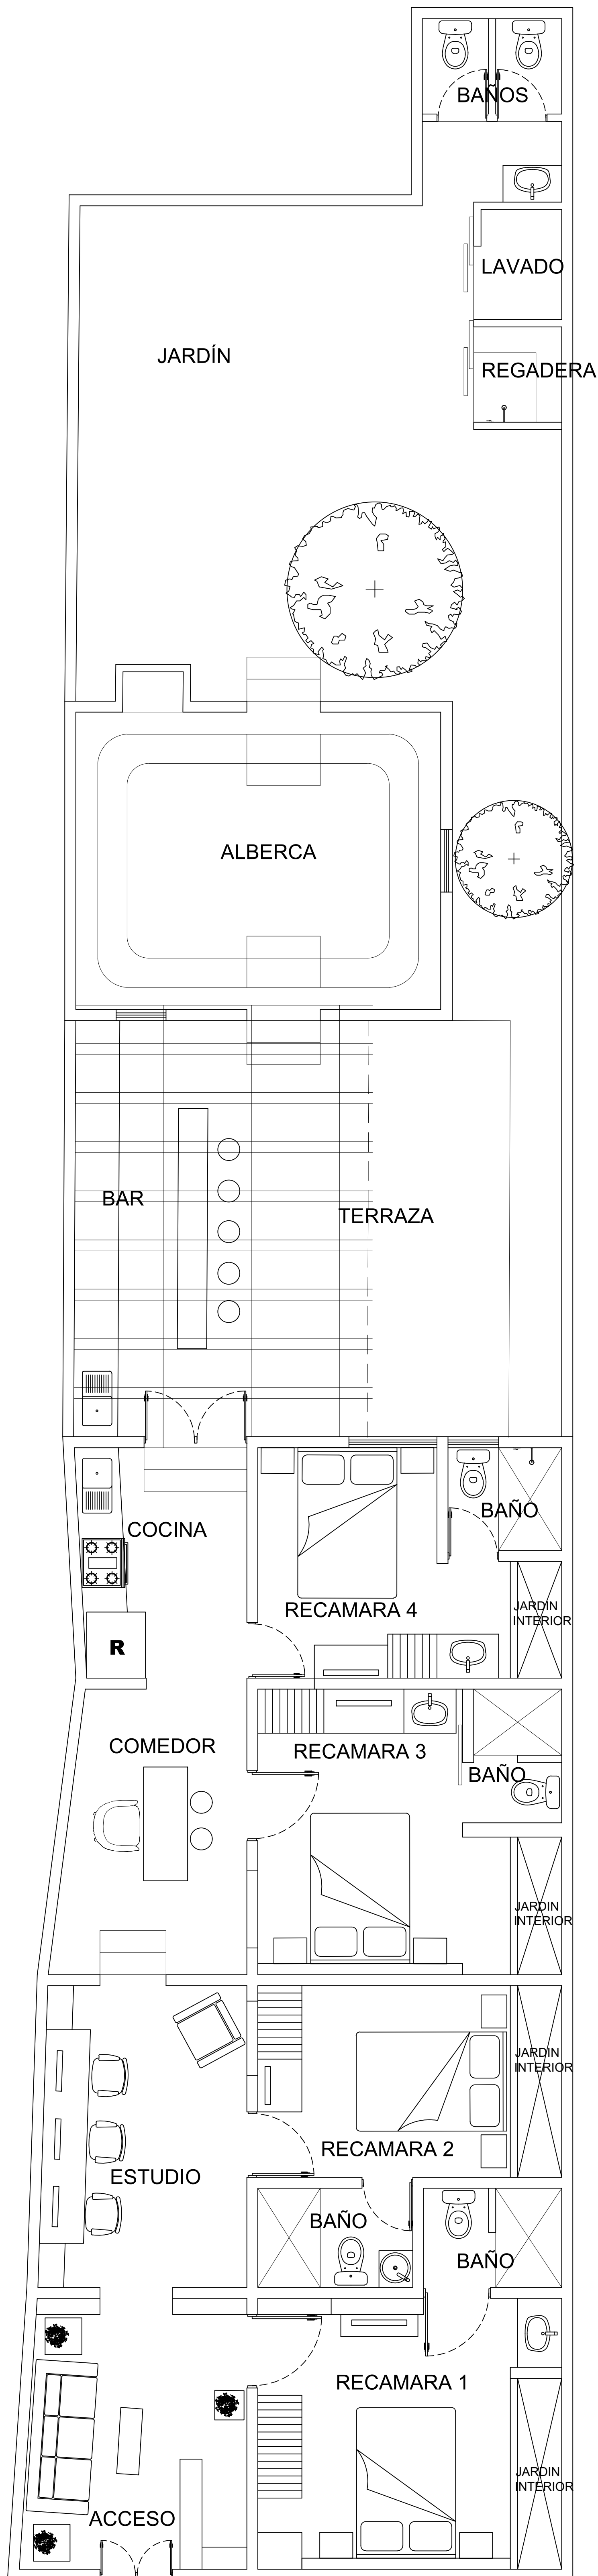 BAÑOS
LAVADO
JARDÍN
REGADERA
ALBERCA
BAR
TERRAZA
BAÑO
COCINA
RECAMARA 4
JARDIN
INTERIOR
R
COMEDOR
RECAMARA 3
BAÑO
JARDIN
INTERIOR
JARDIN
INTERIOR
RECAMARA 2
ESTUDIO
BAÑO
BAÑO
RECAMARA 1
JARDIN
INTERIOR
ACCESO